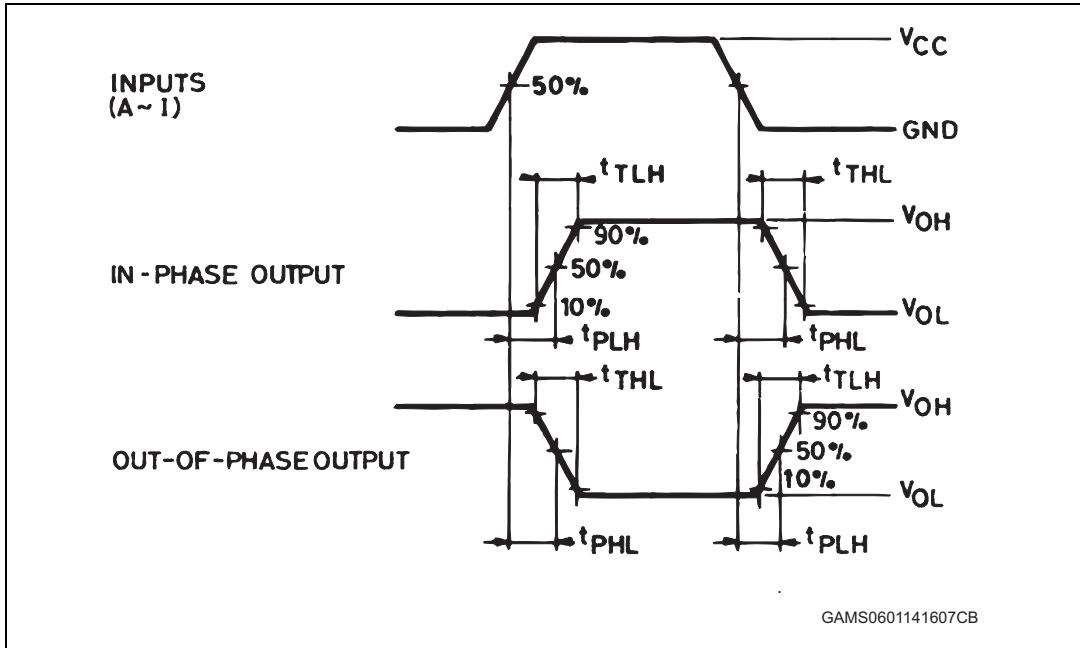 VCC
INPUTS
(A~I)
50%
GND
tTLH
tTHL
VOH
90%
IN-PHASE OUTPUT
50%
10%
VOL
tPLH
tPHL
tTHL
tTLH
VOH
90%
OUT-OF-PHASE OUTPUT
50%
10%
VOL
tPHL
tPLH
GAMS0601141607CB